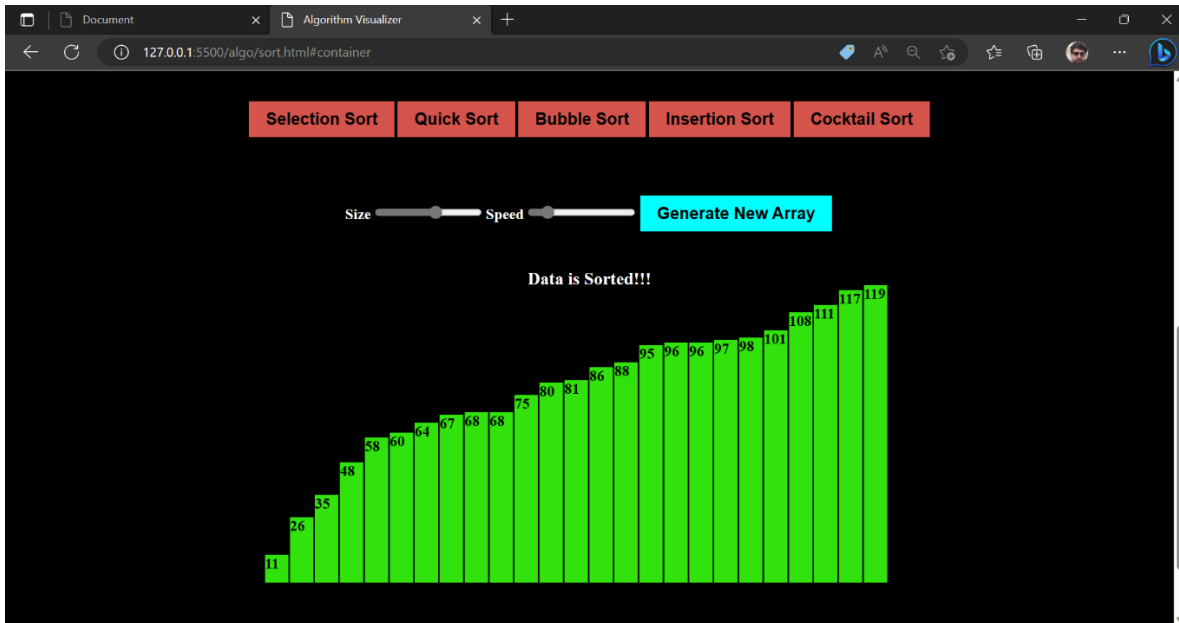 Document
Algorithm Visualizer
127.0.0.1:5500/algo/sort.html#container
Selection Sort Quick Sort Bubble Sort Insertion Sort Cocktail Sort
Size Speed Generate New Array
Data is Sorted!!!
11 26 35 48 58 60 64 67 68 68 75 80 81 86 88 95 96 96 97 98 101 108 111 117 119